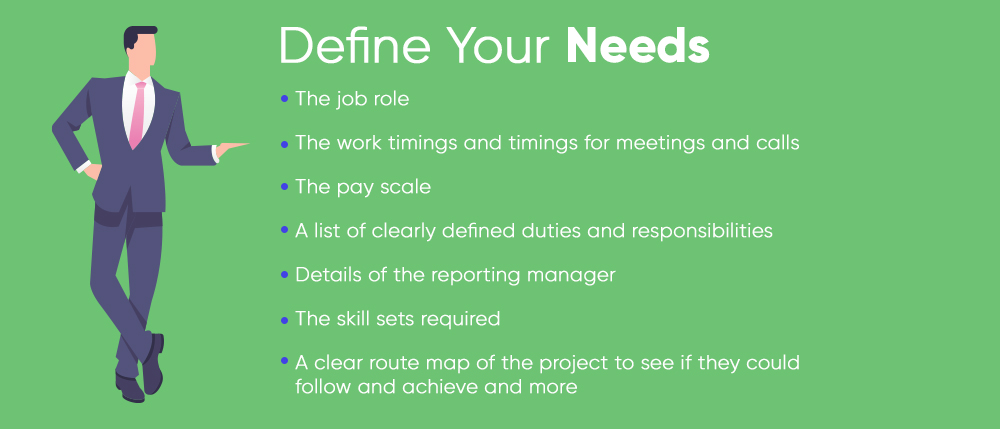 Define Your Needs
The job role
The work timings and timings for meetings and calls
The pay scale
A list of clearly defined duties and responsibilities
Details of the reporting manager
The skill sets required
A clear route map of the project to see if they could
follow and achieve and more